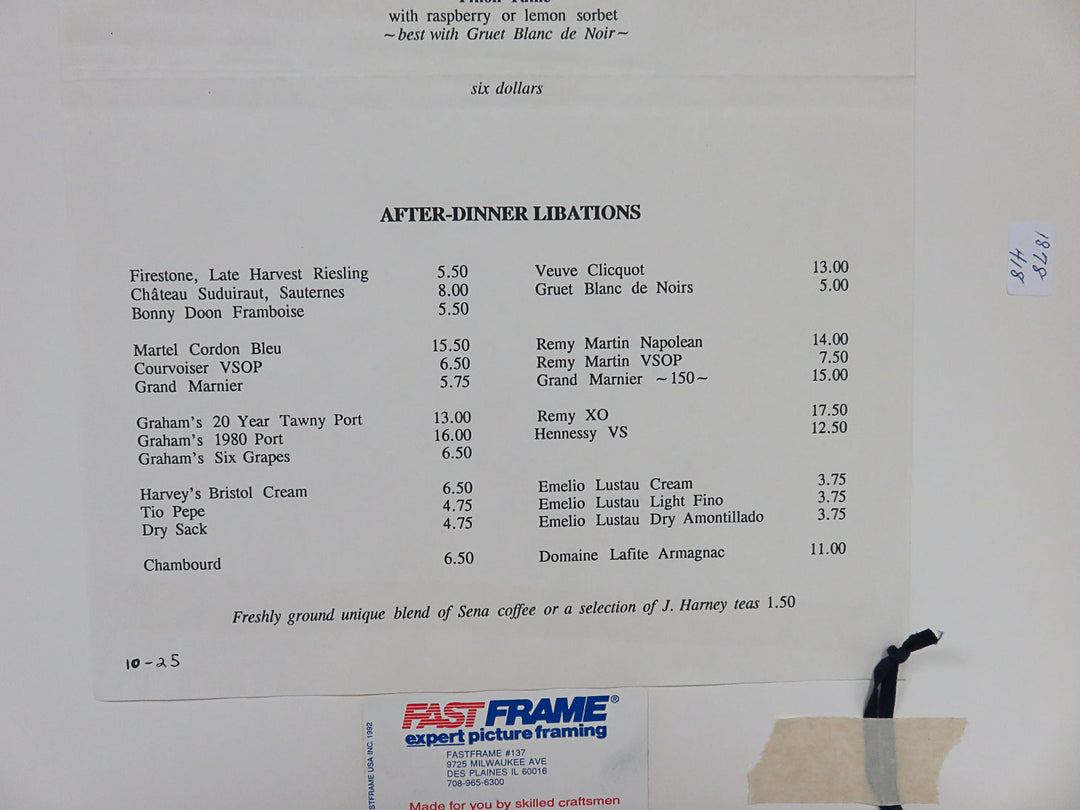 with raspberry or lemon sorbet
~best with Gruet Blanc de Noir~
six dollars
AFTER-DINNER LIBATIONS
Firestone, Late Harvest Riesling 5.50
Château Suduiraut, Sauternes 8.00
Bonny Doon Framboise 5.50
Veuve Clicquot 13.00
Gruet Blanc de Noirs 5.00
Martel Cordon Bleu 15.50
Courvoiser VSOP 6.50
Grand Marnier 5.75
Remy Martin Napolean 14.00
Remy Martin VSOP 7.50
Grand Marnier ~150~ 15.00
Graham's 20 Year Tawny Port 13.00
Graham's 1980 Port 16.00
Graham's Six Grapes 6.50
Remy XO 17.50
Hennessy VS 12.50
Harvey's Bristol Cream 6.50
Tio Pepe 4.75
Dry Sack 4.75
Emelio Lustau Cream 3.75
Emelio Lustau Light Fino 3.75
Emelio Lustau Dry Amontillado 3.75
Chambourd 6.50
Domaine Lafite Armagnac 11.00
Freshly ground unique blend of Sena coffee or a selection of J. Harney teas 1.50
10-25
1878
418
FASTFRAME®
expert picture framing
FASTFRAME #137
9725 MILWAUKEE AVE
DES PLAINES IL 60016
708-965-6300
Made for you by skilled craftsmen
USA INC 1992